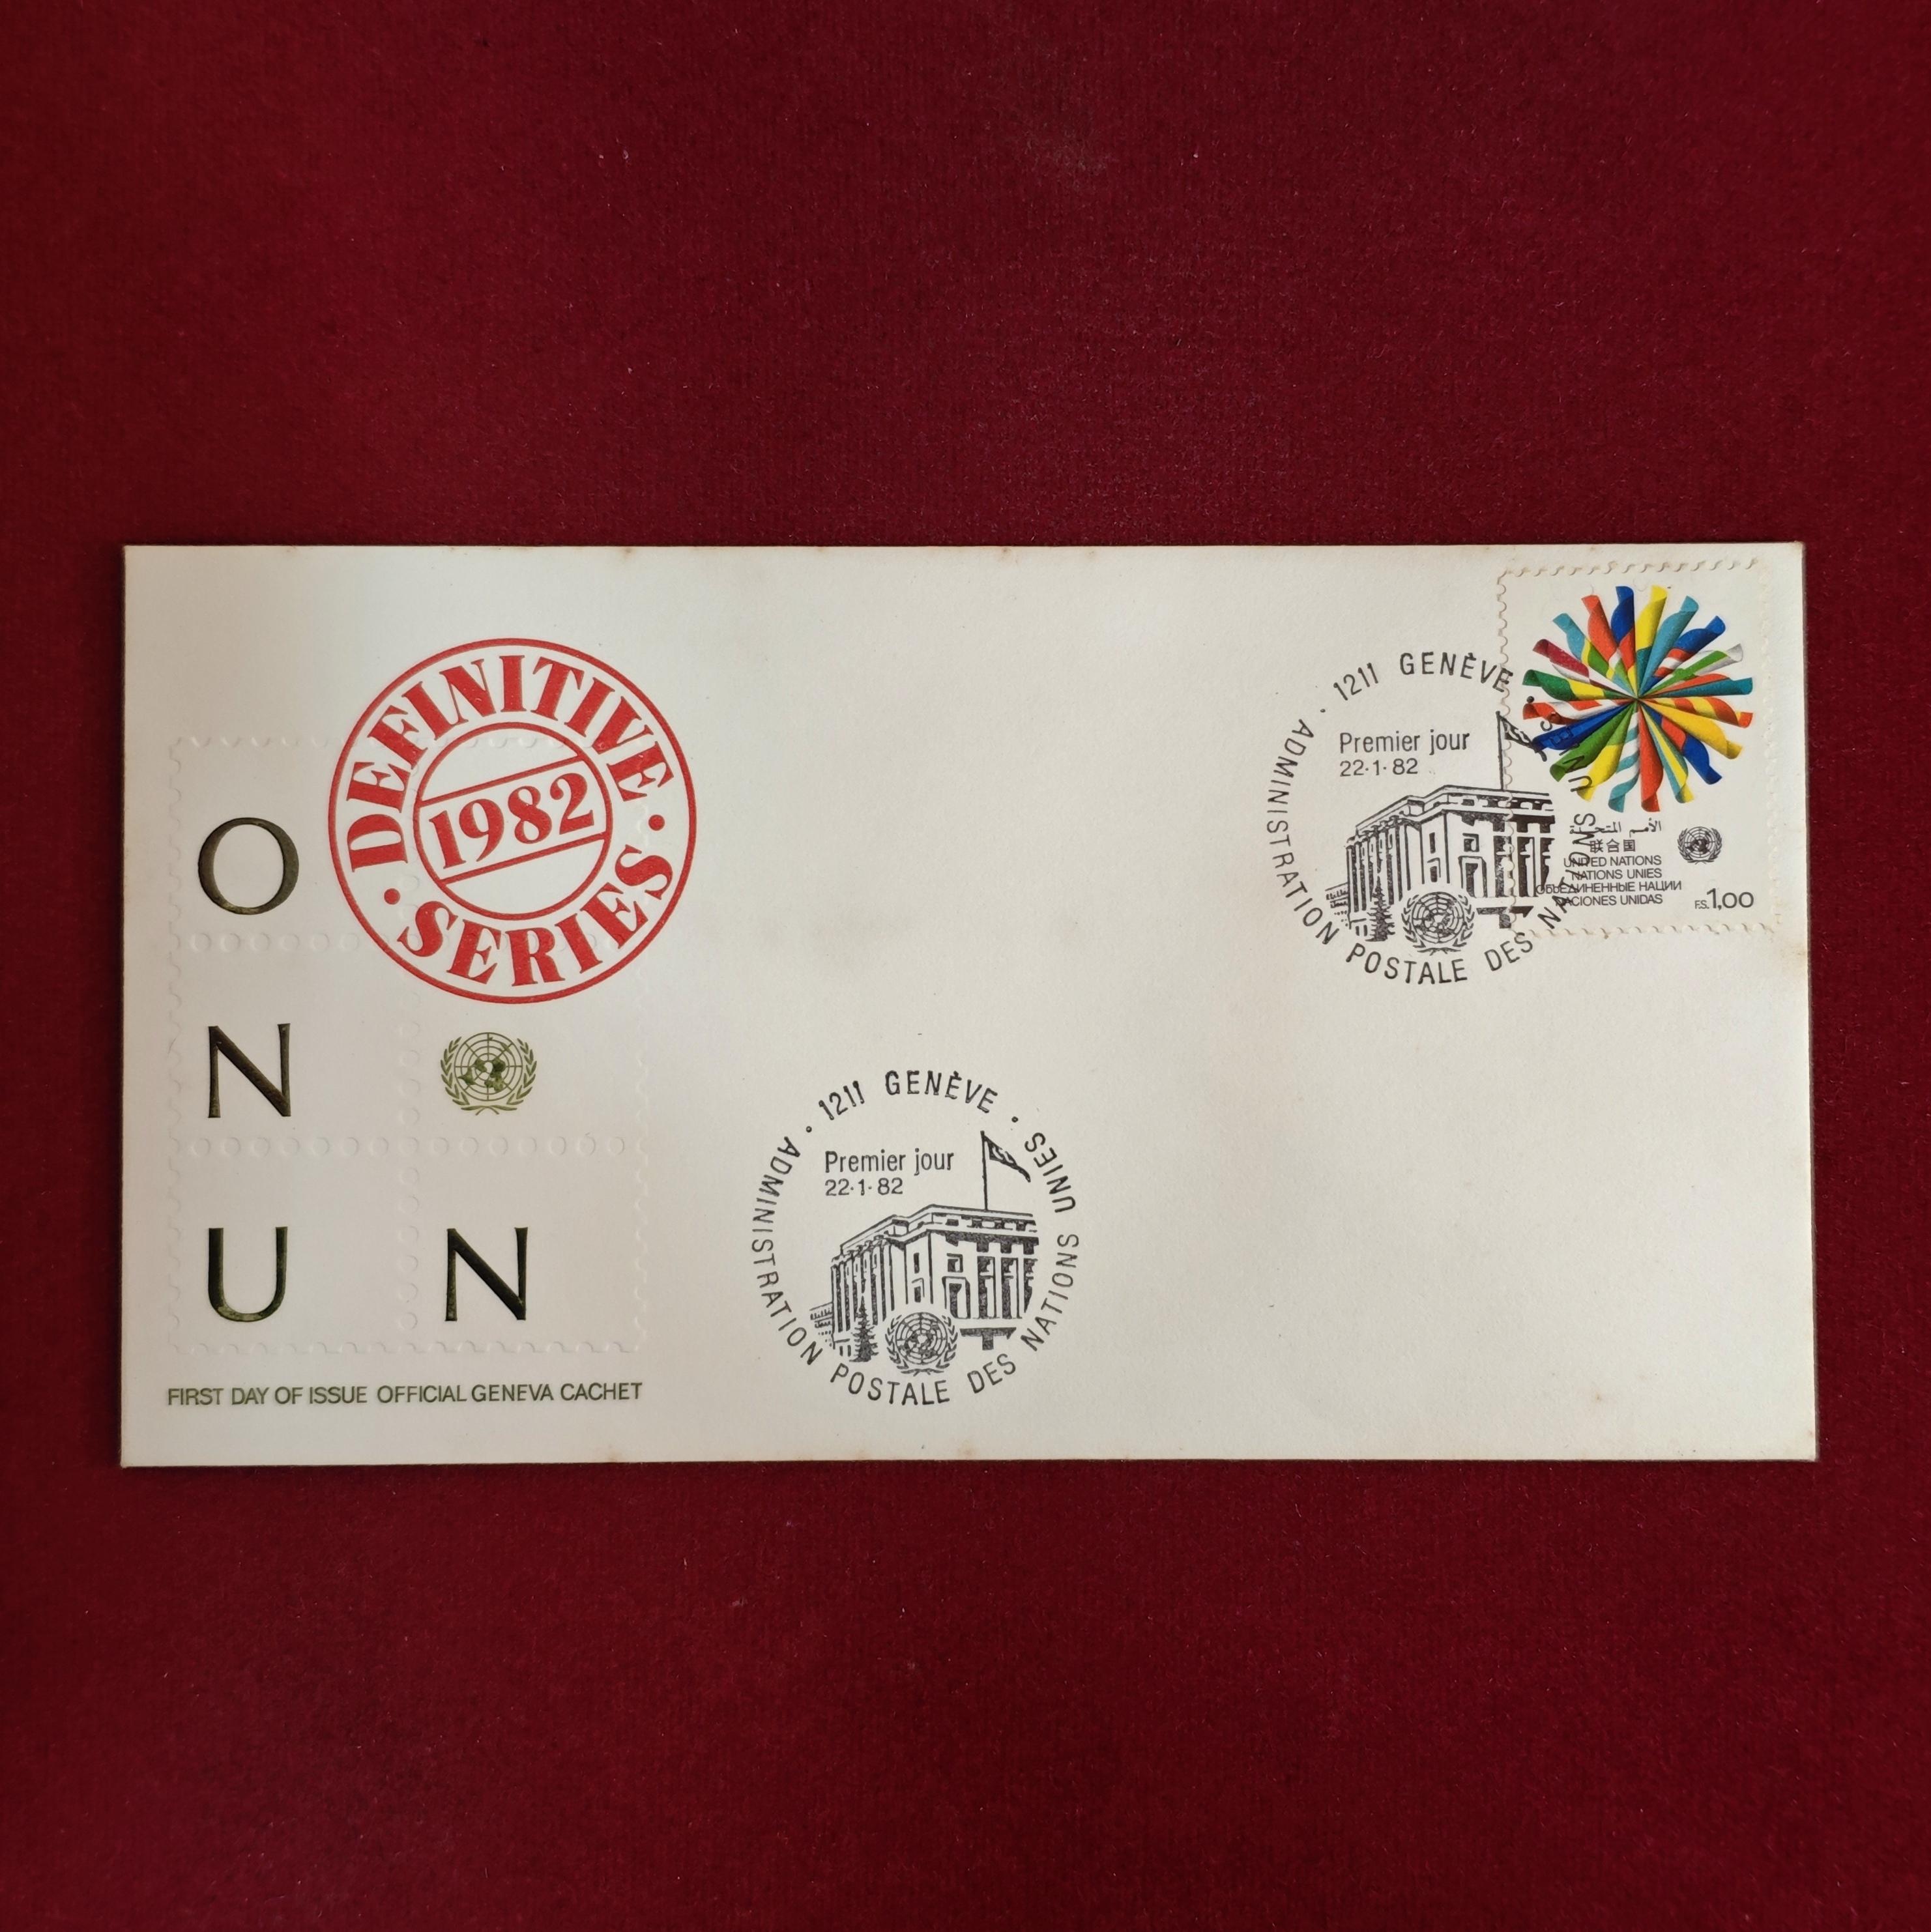 · DEFINITIVE ·
1982
SERIES
O
N
U N
FIRST DAY OF ISSUE OFFICIAL GENEVA CACHET
· 1211 GENÈVE ·
Premier jour
22·1·82
ADMINISTRATION POSTALE DES NATIONS UNIES
· 1211 GENÈVE ·
Premier jour
22·1·82
ADMINISTRATION POSTALE DES NATIONS UNIES
الأمم المتحدة
联合国
UNITED NATIONS
NATIONS UNIES
ОБЪЕДИНЕННЫЕ НАЦИИ
NACIONES UNIDAS
F.S. 1,00